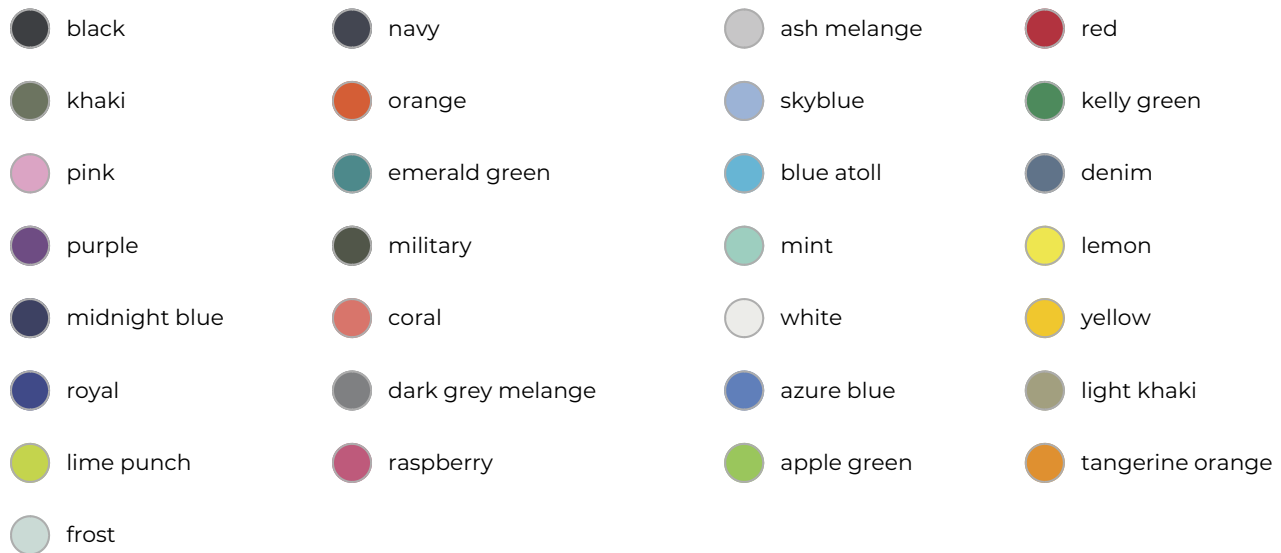 black
navy
ash melange
red
khaki
orange
skyblue
kelly green
pink
emerald green
blue atoll
denim
purple
military
mint
lemon
midnight blue
coral
white
yellow
royal
dark grey melange
azure blue
light khaki
lime punch
raspberry
apple green
tangerine orange
frost